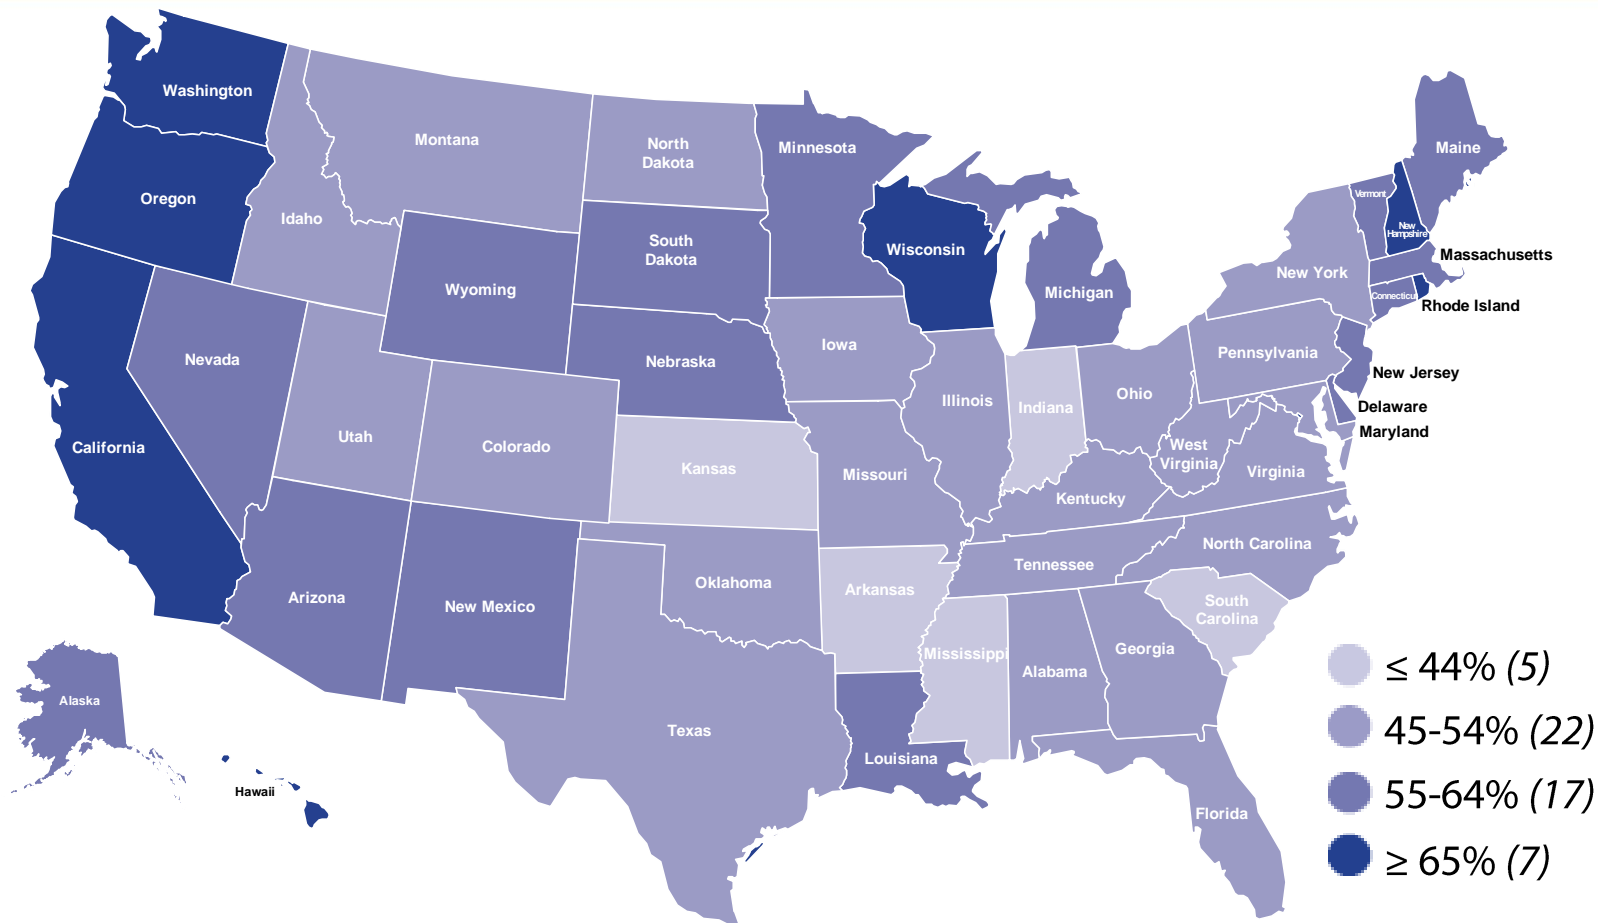 Washington
Montana
North
Dakota
Minnesota
Maine
Oregon
Idaho
Vermont
New
Hampshire
Wisconsin
South
Dakota
Massachusetts
New York
Wyoming
Michigan
Connecticut
Rhode Island
Nevada
Nebraska
Iowa
Pennsylvania
New Jersey
Illinois
Indiana
Ohio
Delaware
Maryland
California
Utah
Colorado
Kansas
Missouri
West
Virginia
Virginia
Kentucky
North Carolina
Tennessee
Oklahoma
Arkansas
Arizona
New Mexico
South
Carolina
Mississippi
Alabama
Georgia
Alaska
Texas
Louisiana
Hawaii
Florida
≤ 44% (5)
45-54% (22)
55-64% (17)
≥ 65% (7)